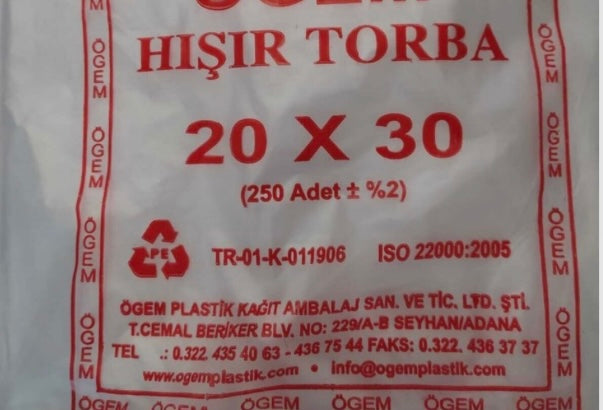 ÖGEM
HIŞIR TORBA
20 X 30
(250 Adet ± %2)
PE
TR-01-K-011906 ISO 22000:2005
ÖGEM PLASTİK KAĞIT AMBALAJ SAN. VE TİC. LTD. ŞTİ.
T.CEMAL BERİKER BLV. NO: 229/A-B SEYHAN/ADANA
TEL .: 0.322. 435 40 63 - 436 75 44 FAKS: 0.322. 436 37 37
www.ogemplastik.com • info@ogemplastik.com
ÖGEM
ÖGEM
ÖGEM
ÖGEM
ÖGEM
ÖGEM
ÖGEM
ÖGEM
ÖGEM ÖGEM ÖGEM ÖGEM ÖGEM ÖGEM